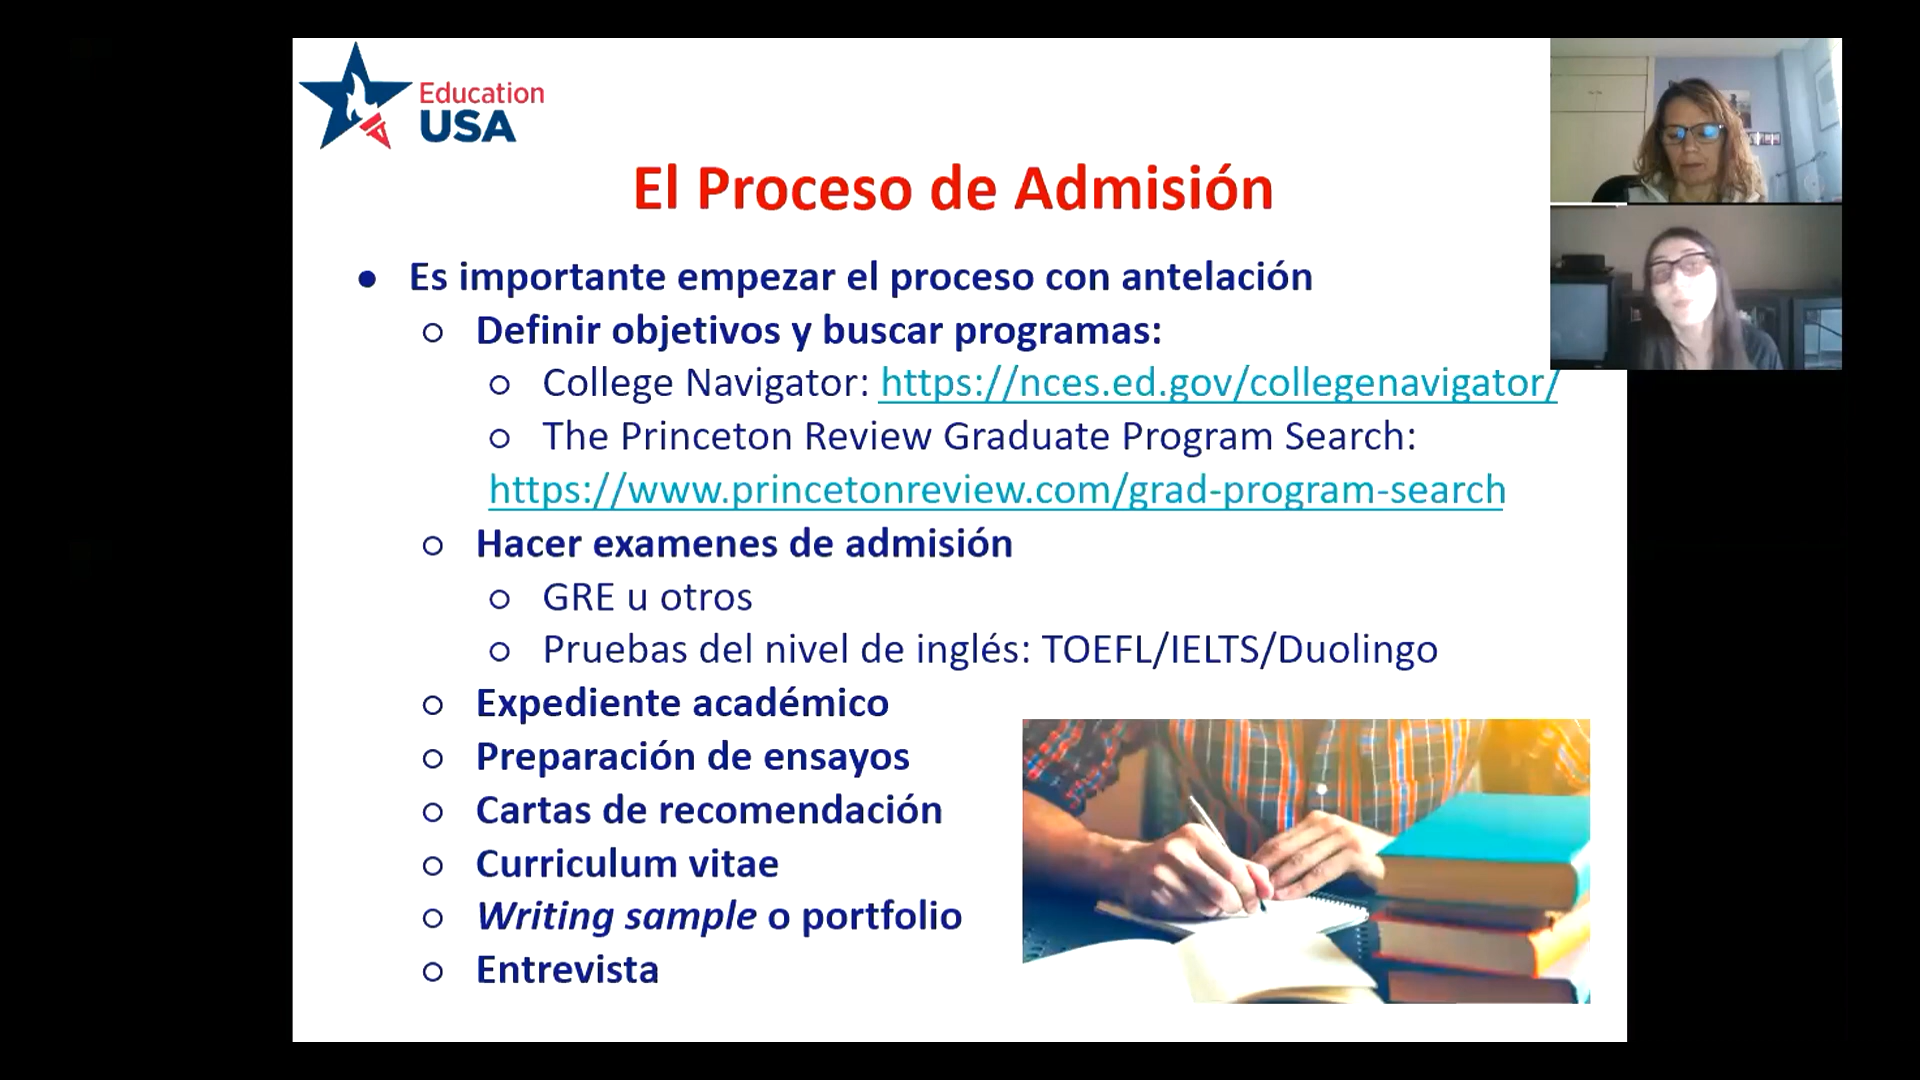 Education
USA
El Proceso de Admisión
● Es importante empezar el proceso con antelación
○ Definir objetivos y buscar programas:
○ College Navigator: https://nces.ed.gov/collegenavigator/
○ The Princeton Review Graduate Program Search:
https://www.princetonreview.com/grad-program-search
○ Hacer examenes de admisión
○ GRE u otros
○ Pruebas del nivel de inglés: TOEFL/IELTS/Duolingo
○ Expediente académico
○ Preparación de ensayos
○ Cartas de recomendación
○ Curriculum vitae
○ Writing sample o portfolio
○ Entrevista